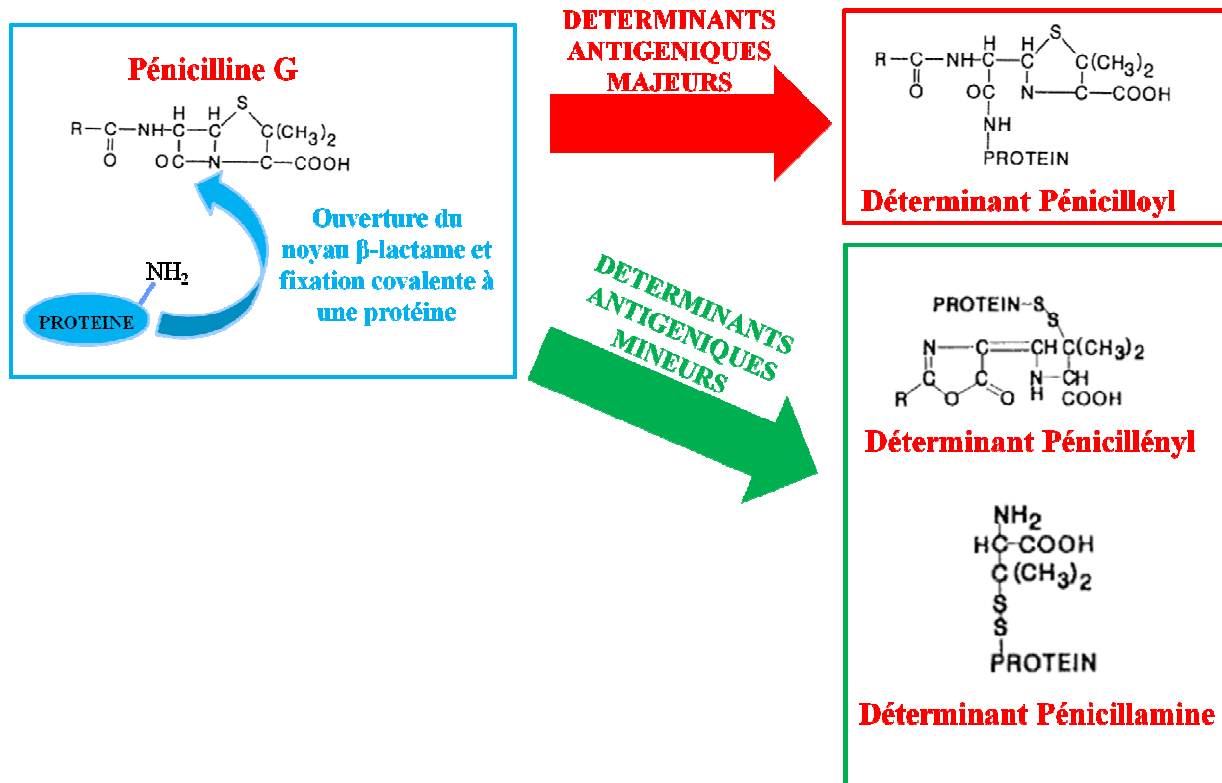 Pénicilline G
H H S
R–C–NH–C–C C(CH₃)₂
O OC–N–C–COOH
Ouverture du
noyau β-lactame et
fixation covalente à
une protéine
NH₂
PROTEINE
DETERMINANTS
ANTIGENIQUES
MAJEURS
DETERMINANTS
ANTIGENIQUES
MINEURS
H H S
R–C–NH–C–C C(CH₃)₂
O OC N–C–COOH
NH
PROTEIN
Déterminant Pénicilloyl
PROTEIN–S
S
N–C=CH–C(CH₃)₂
C C N–CH
R O O H COOH
Déterminant Pénicillényl
NH₂
HC–COOH
C(CH₃)₂
S
S
PROTEIN
Déterminant Pénicillamine